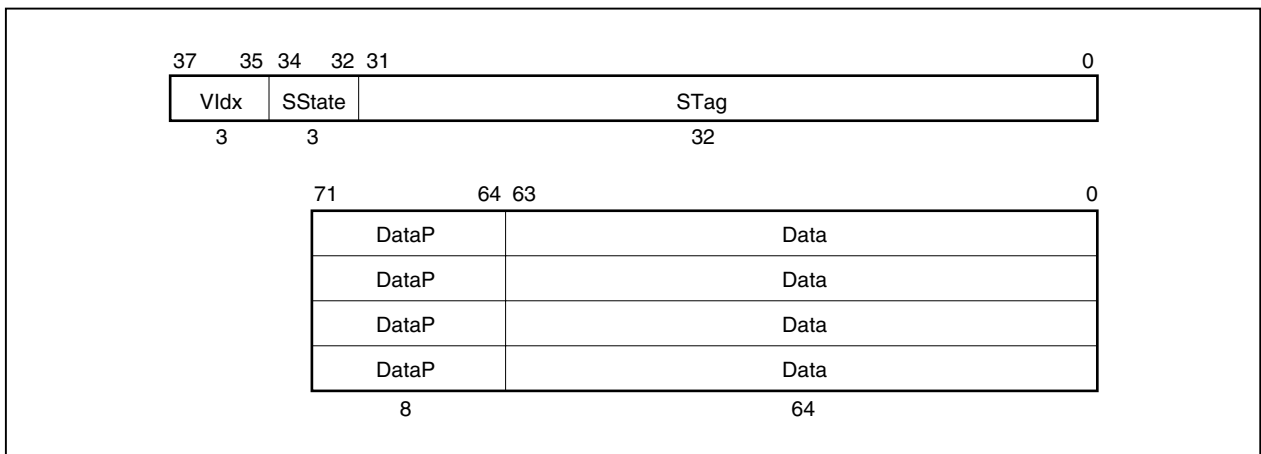 37 35 34 32 31 0
VIdx SState STag
3 3 32
71 64 63 0
DataP Data
DataP Data
DataP Data
DataP Data
8 64